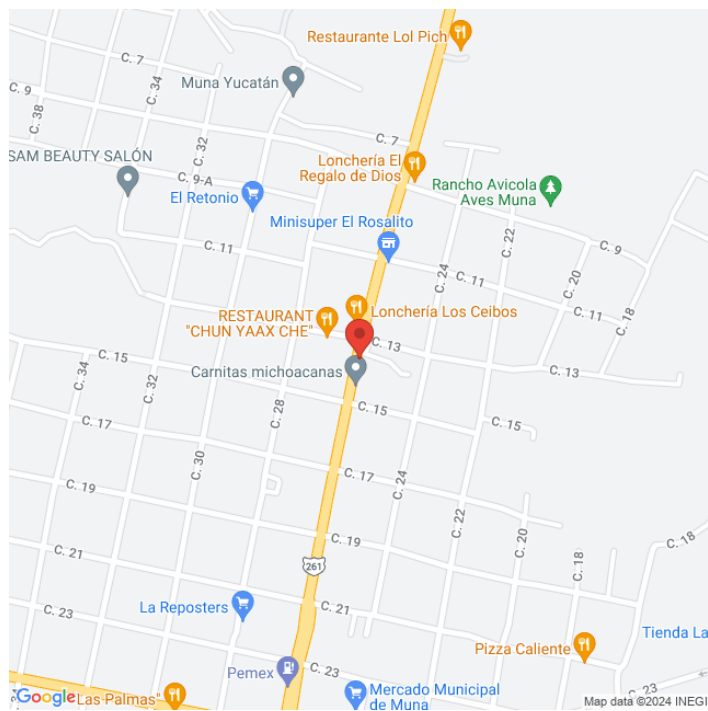 Restaurante Lol Pich
C. 7
C. 9
C. 34
Muna Yucatán
C. 38
C. 32
C. 7
SAM BEAUTY SALÓN
Lonchería El
Regalo de Dios
C. 9-A
Rancho Avicola
Aves Muna
El Retonio
Minisuper El Rosalito
C. 22
C. 9
C. 11
C. 24
C. 11
C. 20
C. 11
C. 18
RESTAURANT
"CHUN YAAX CHE"
Lonchería Los Ceibos
C. 13
C. 15
Carnitas michoacanas
C. 13
C. 34
C. 32
C. 28
C. 15
C. 15
C. 17
C. 30
C. 17
C. 24
C. 19
C. 22
C. 20
C. 19
C. 18
C. 21
261
C. 18
C. 23
La Reposters
C. 21
Tienda La
Pizza Caliente
Pemex
C. 23
C. 23
Google
Las Palmas"
Mercado Municipal
de Muna
Map data ©2024 INEGI